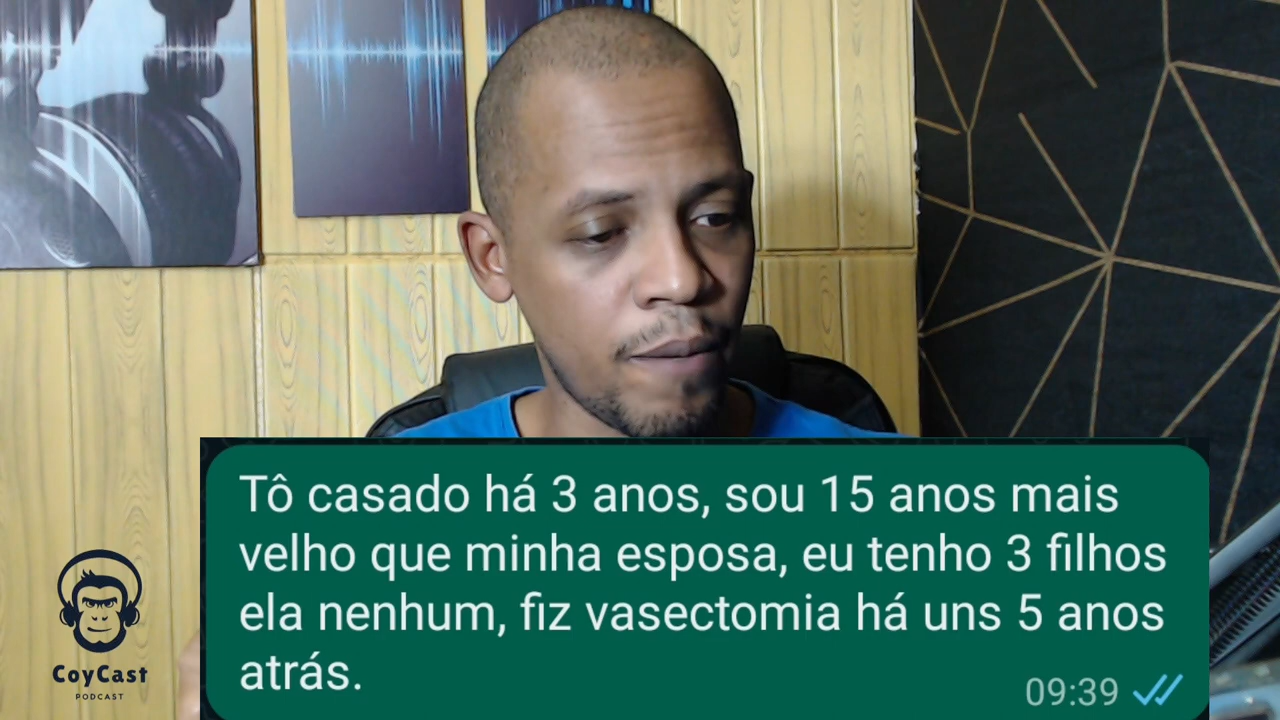 Tô casado há 3 anos, sou 15 anos mais
velho que minha esposa, eu tenho 3 filhos
ela nenhum, fiz vasectomia há uns 5 anos
atrás.
09:39
CoyCast
PODCAST